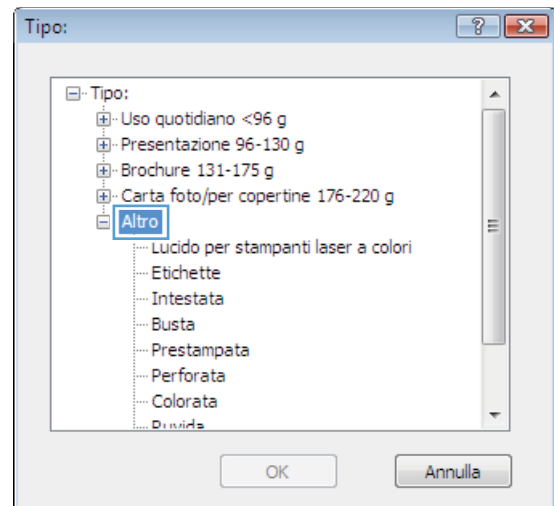 Tipo:
Tipo:
Uso quotidiano <96 g
Presentazione 96-130 g
Brochure 131-175 g
Carta foto/per copertine 176-220 g
Altro
Lucido per stampanti laser a colori
Etichette
Intestata
Busta
Prestampata
Perforata
Colorata
Ruvida
OK
Annulla